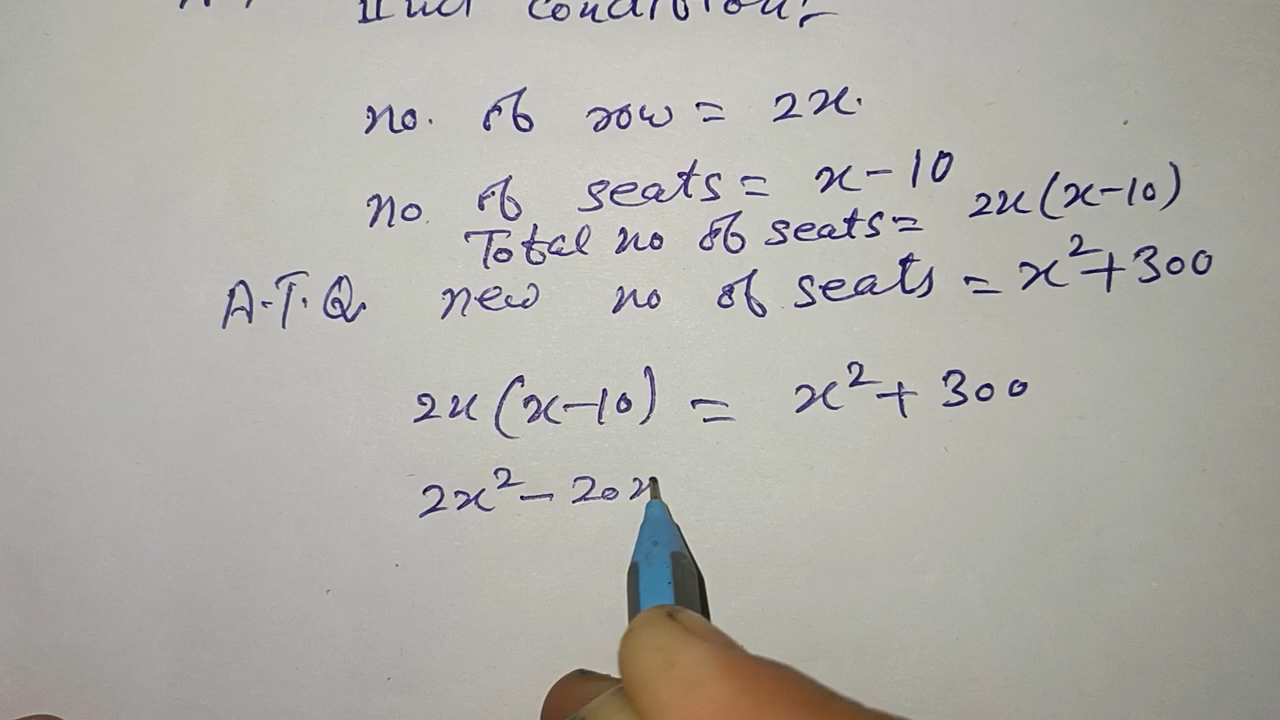 condition:-
no. of row = 2x.
no. of seats = x-10
Total no of seats = 2x(x-10)
A.T.Q. new no of seats = x²+300
2x(x-10) = x²+300
2x² - 20x